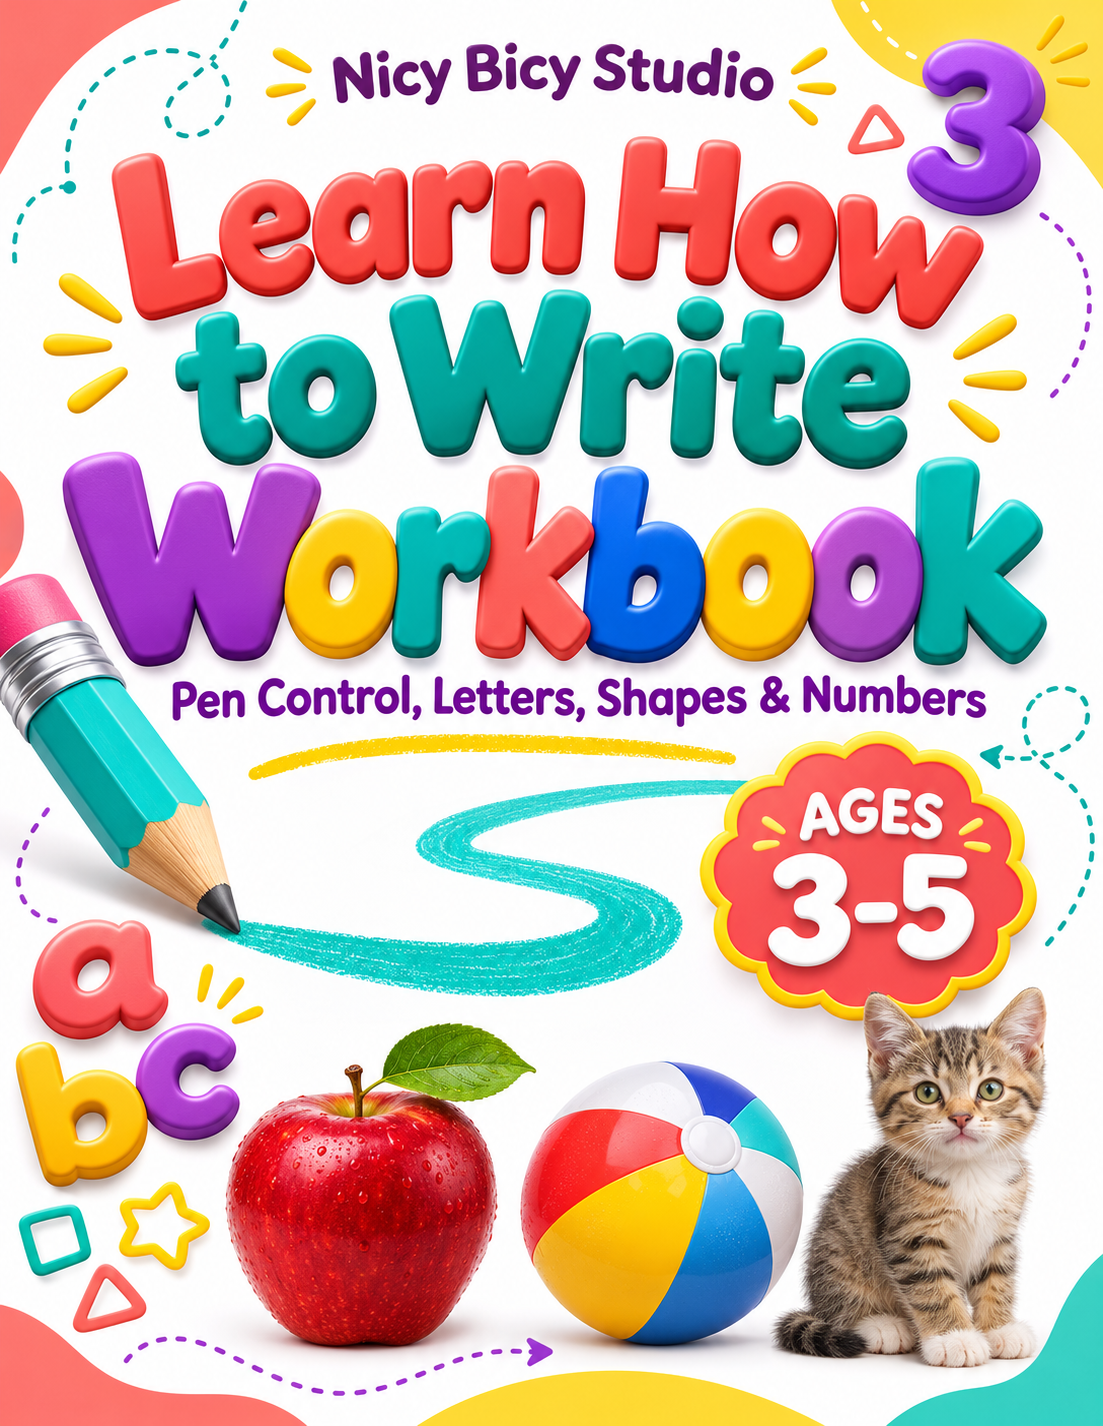 Nicy Bicy Studio
3
Learn How
to Write
Workbook
Pen Control, Letters, Shapes & Numbers
AGES
3-5
a
b c